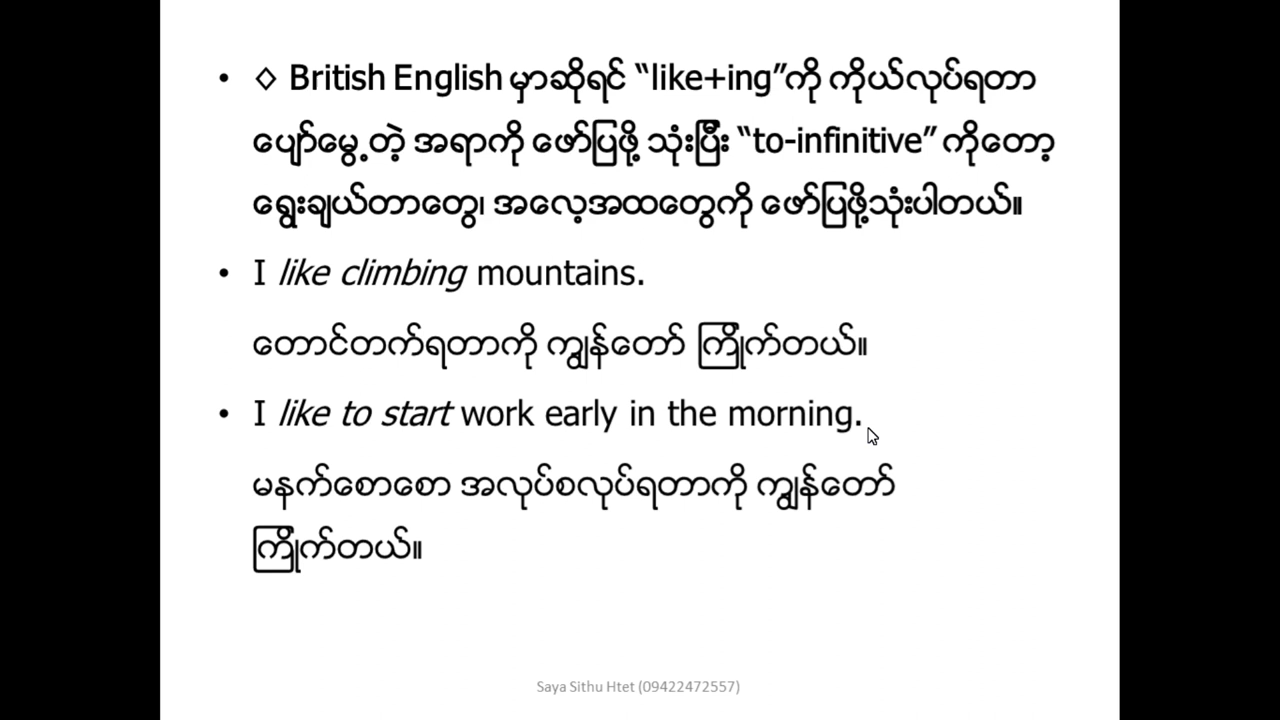 • ◇ British English မှာဆိုရင် “like+ing”ကို ကိုယ်လုပ်ရတာ
ပျော်မွေ့တဲ့ အရာကို ဖော်ပြဖို့ သုံးပြီး “to-infinitive” ကိုတော့
ရွေးချယ်တာတွေ၊ အလေ့အထတွေကို ဖော်ပြဖို့သုံးပါတယ်။
• I like climbing mountains.
တောင်တက်ရတာကို ကျွန်တော် ကြိုက်တယ်။
• I like to start work early in the morning.
မနက်စောစော အလုပ်စလုပ်ရတာကို ကျွန်တော်
ကြိုက်တယ်။
Saya Sithu Htet (09422472557)